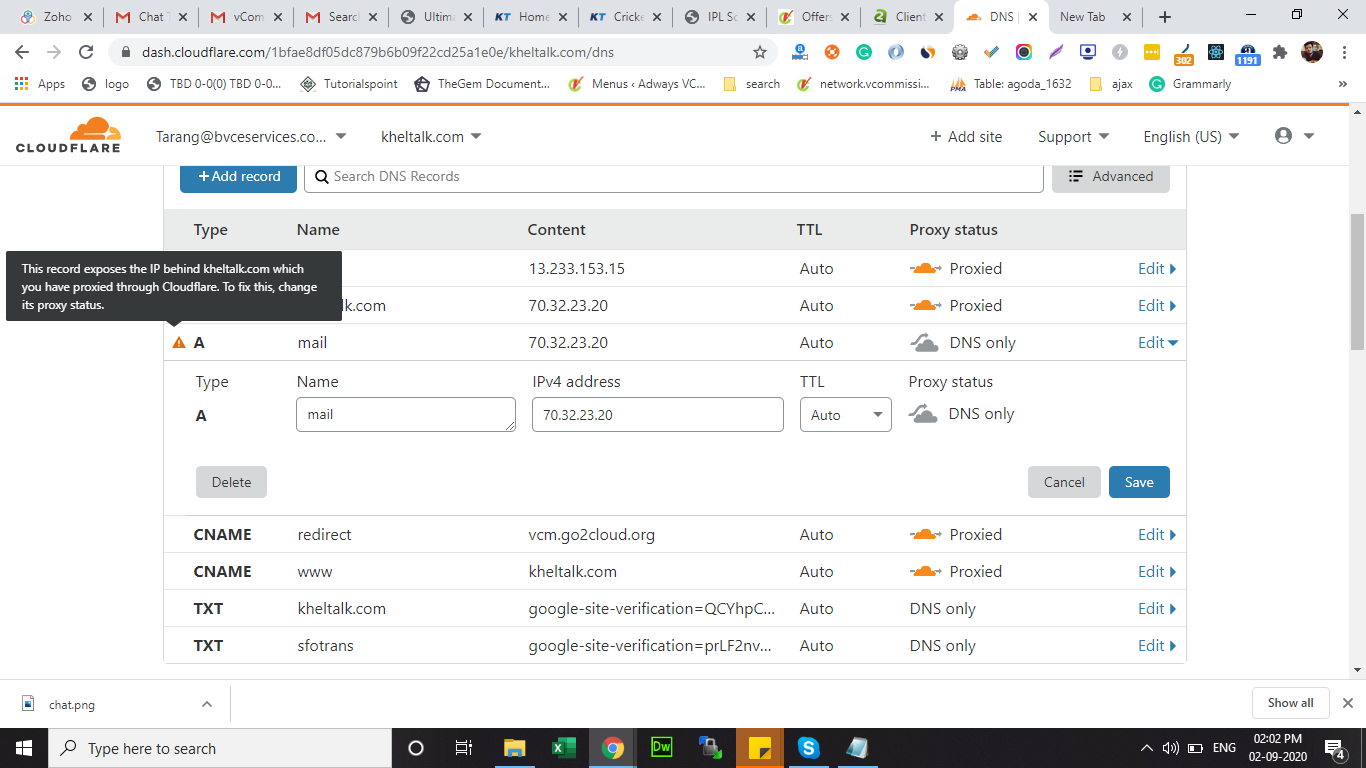 Zoho
Chat T
vCom
Searc
Ultima
KT Home
KT Cricke
IPL Sc
Offers
Client
DNS |
New Tab
dash.cloudflare.com/1bfae8df05dc879b6b09f22cd25a1e0e/kheltalk.com/dns
302
1191
Apps
logo
TBD 0-0(0) TBD 0-0...
Tutorialspoint
TheGem Document...
Menus ‹ Adways VC...
search
network.vcommissi...
PMA Table: agoda_1632
ajax
Grammarly
»
CLOUDFLARE
Tarang@bvceservices.co...
kheltalk.com
+ Add site
Support
English (US)
+ Add record
Search DNS Records
Advanced
Type Name Content TTL Proxy status
This record exposes the IP behind kheltalk.com which
you have proxied through Cloudflare. To fix this, change
its proxy status.
13.233.153.15 Auto Proxied Edit
lk.com 70.32.23.20 Auto Proxied Edit
A mail 70.32.23.20 Auto DNS only Edit
Type Name IPv4 address TTL Proxy status
A mail 70.32.23.20 Auto DNS only
Delete Cancel Save
CNAME redirect vcm.go2cloud.org Auto Proxied Edit
CNAME www kheltalk.com Auto Proxied Edit
TXT kheltalk.com google-site-verification=QCYhpC... Auto DNS only Edit
TXT sfotrans google-site-verification=prLF2nv... Auto DNS only Edit
chat.png
Show all
Type here to search
Dw
ENG
02:02 PM
02-09-2020
4